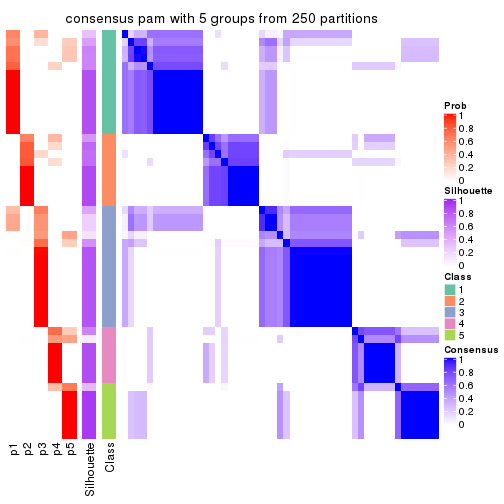 consensus pam with 5 groups from 250 partitions
Prob
1
0.8
0.6
0.4
0.2
0
Silhouette
1
0.8
0.6
0.4
0.2
0
Class
1
2
3
4
5
Consensus
1
0.8
0.6
0.4
0.2
0
p1
p2
p3
p4
p5
Silhouette
Class